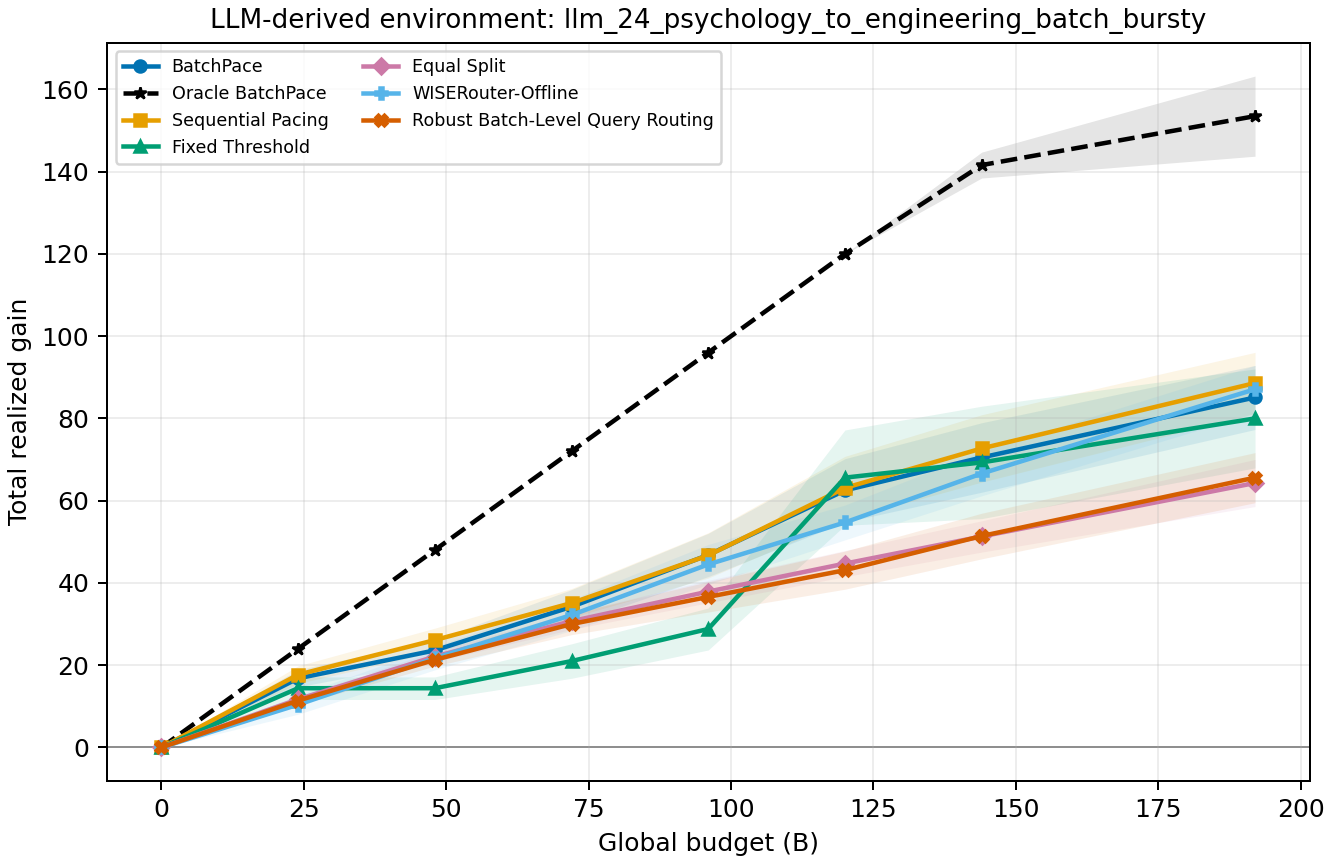 LLM-derived environment: llm_24_psychology_to_engineering_batch_bursty
BatchPace
Oracle BatchPace
Sequential Pacing
Fixed Threshold
Equal Split
WISERouter-Offline
Robust Batch-Level Query Routing
Total realized gain
160
140
120
100
80
60
40
20
0
0 25 50 75 100 125 150 175 200
Global budget (B)